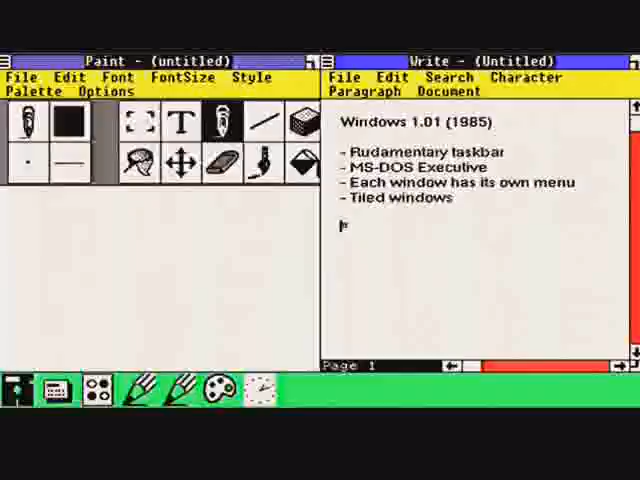 Paint - (untitled)
File Edit Font FontSize Style
Palette Options
Write - (Untitled)
File Edit Search Character
Paragraph Document
Windows 1.01 (1985)
- Rudamentary taskbar
- MS-DOS Executive
- Each window has its own menu
- Tiled windows
Page 1
T